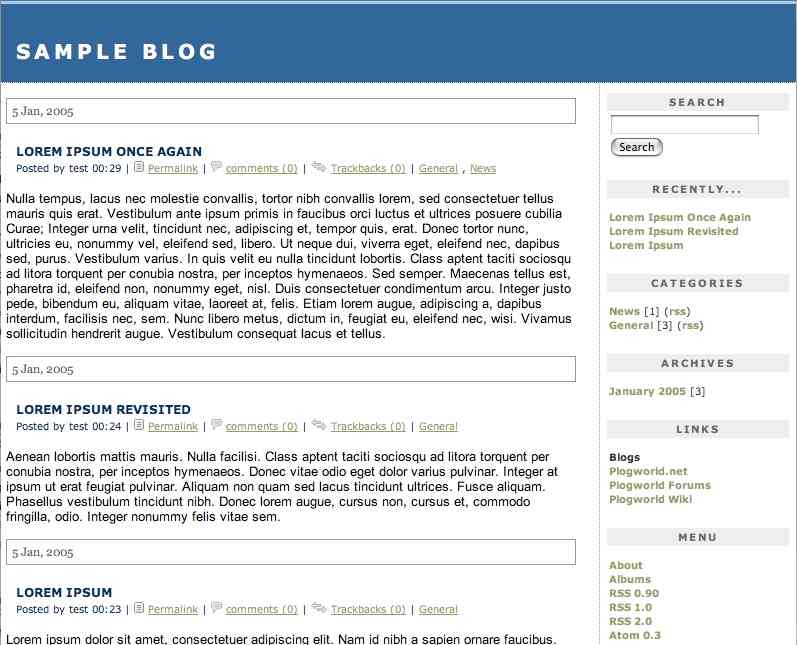 SAMPLE BLOG
5 Jan, 2005
LOREM IPSUM ONCE AGAIN
Posted by test 00:29 | Permalink | comments (0) | Trackbacks (0) | General , News
Nulla tempus, lacus nec molestie convallis, tortor nibh convallis lorem, sed consectetuer tellus
mauris quis erat. Vestibulum ante ipsum primis in faucibus orci luctus et ultrices posuere cubilia
Curae; Integer urna velit, tincidunt nec, adipiscing et, tempor quis, erat. Donec tortor nunc,
ultricies eu, nonummy vel, eleifend sed, libero. Ut neque dui, viverra eget, eleifend nec, dapibus
sed, purus. Vestibulum varius. In quis velit eu nulla tincidunt lobortis. Class aptent taciti sociosqu
ad litora torquent per conubia nostra, per inceptos hymenaeos. Sed semper. Maecenas tellus est,
pharetra id, eleifend non, nonummy eget, nisl. Duis consectetuer condimentum arcu. Integer justo
pede, bibendum eu, aliquam vitae, laoreet at, felis. Etiam lorem augue, adipiscing a, dapibus
interdum, facilisis nec, sem. Nunc libero metus, dictum in, feugiat eu, eleifend nec, wisi. Vivamus
sollicitudin hendrerit augue. Vestibulum consequat lacus et tellus.
5 Jan, 2005
LOREM IPSUM REVISITED
Posted by test 00:24 | Permalink | comments (0) | Trackbacks (0) | General
Aenean lobortis mattis mauris. Nulla facilisi. Class aptent taciti sociosqu ad litora torquent per
conubia nostra, per inceptos hymenaeos. Donec vitae odio eget dolor varius pulvinar. Integer at
ipsum ut erat feugiat pulvinar. Aliquam non quam sed lacus tincidunt ultrices. Fusce aliquam.
Phasellus vestibulum tincidunt nibh. Donec lorem augue, cursus non, cursus et, commodo
fringilla, odio. Integer nonummy felis vitae sem.
5 Jan, 2005
LOREM IPSUM
Posted by test 00:23 | Permalink | comments (0) | Trackbacks (0) | General
Lorem ipsum dolor sit amet, consectetuer adipiscing elit. Nam id nibh a sapien ornare faucibus.
SEARCH
Search
RECENTLY...
Lorem Ipsum Once Again
Lorem Ipsum Revisited
Lorem Ipsum
CATEGORIES
News [1] (rss)
General [3] (rss)
ARCHIVES
January 2005 [3]
LINKS
Blogs
Plogworld.net
Plogworld Forums
Plogworld Wiki
MENU
About
Albums
RSS 0.90
RSS 1.0
RSS 2.0
Atom 0.3